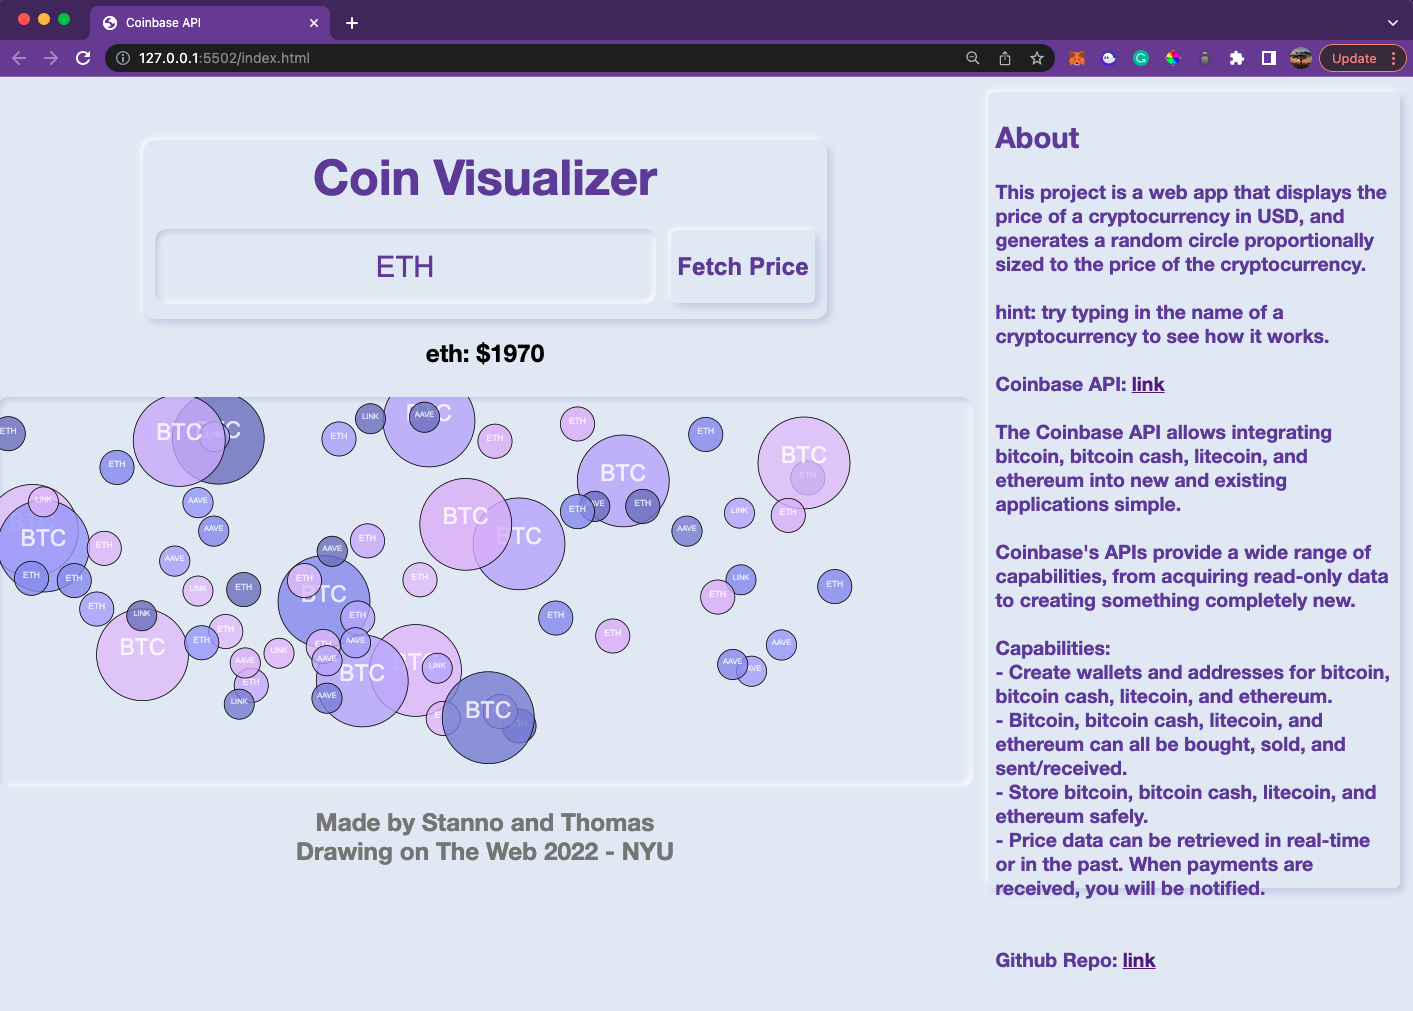 Coinbase API
127.0.0.1:5502/index.html
Update
Coin Visualizer
ETH
Fetch Price
eth: $1970
ETH
BTC
LINK
AAVE
ETH
ETH
ETH
ETH
BTC
BTC
ETH
LINK
AAVE
BTC
ETH
AAVE
ETH
LINK
ETH
BTC
AAVE
BTC
ETH
AAVE
ETH
AAVE
ETH
ETH
LINK
ETH
ETH
ETH
LINK
ETH
BTC
ETH
ETH
LINK
ETH
ETH
ETH
AAVE
AAVE
BTC
LINK
AAVE
AAVE
BTC
LINK
AAVE
ETH
LINK
AAVE
BTC
Made by Stanno and Thomas
Drawing on The Web 2022 - NYU
About
This project is a web app that displays the
price of a cryptocurrency in USD, and
generates a random circle proportionally
sized to the price of the cryptocurrency.
hint: try typing in the name of a
cryptocurrency to see how it works.
Coinbase API: link
The Coinbase API allows integrating
bitcoin, bitcoin cash, litecoin, and
ethereum into new and existing
applications simple.
Coinbase's APIs provide a wide range of
capabilities, from acquiring read-only data
to creating something completely new.
Capabilities:
- Create wallets and addresses for bitcoin,
bitcoin cash, litecoin, and ethereum.
- Bitcoin, bitcoin cash, litecoin, and
ethereum can all be bought, sold, and
sent/received.
- Store bitcoin, bitcoin cash, litecoin, and
ethereum safely.
- Price data can be retrieved in real-time
or in the past. When payments are
received, you will be notified.
Github Repo: link